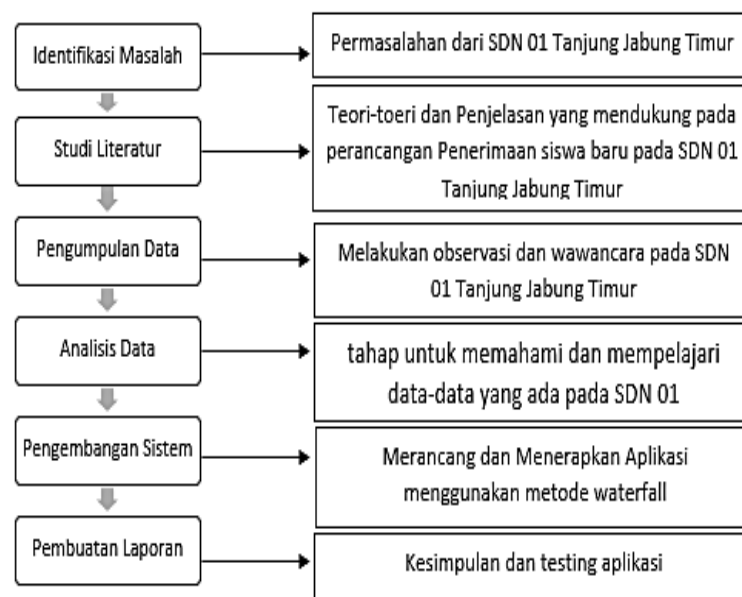 Identifikasi Masalah
Permasalahan dari SDN 01 Tanjung Jabung Timur
Studi Literatur
Teori-toeri dan Penjelasan yang mendukung pada
perancangan Penerimaan siswa baru pada SDN 01
Tanjung Jabung Timur
Pengumpulan Data
Melakukan observasi dan wawancara pada SDN
01 Tanjung Jabung Timur
Analisis Data
tahap untuk memahami dan mempelajari
data-data yang ada pada SDN 01
Pengembangan Sistem
Merancang dan Menerapkan Aplikasi
menggunakan metode waterfall
Pembuatan Laporan
Kesimpulan dan testing aplikasi